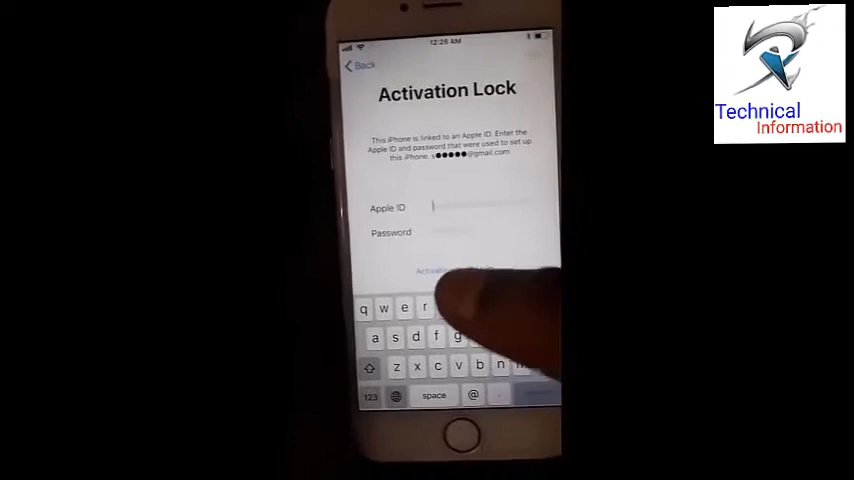 12:26 AM
Back
Activation Lock
This iPhone is linked to an Apple ID. Enter the
Apple ID and password that were used to set up
this iPhone. s●●●●●@gmail.com
Apple ID
Password
q w e r
a s d f g
z x c v b n m
123 space @ .
Technical
Information